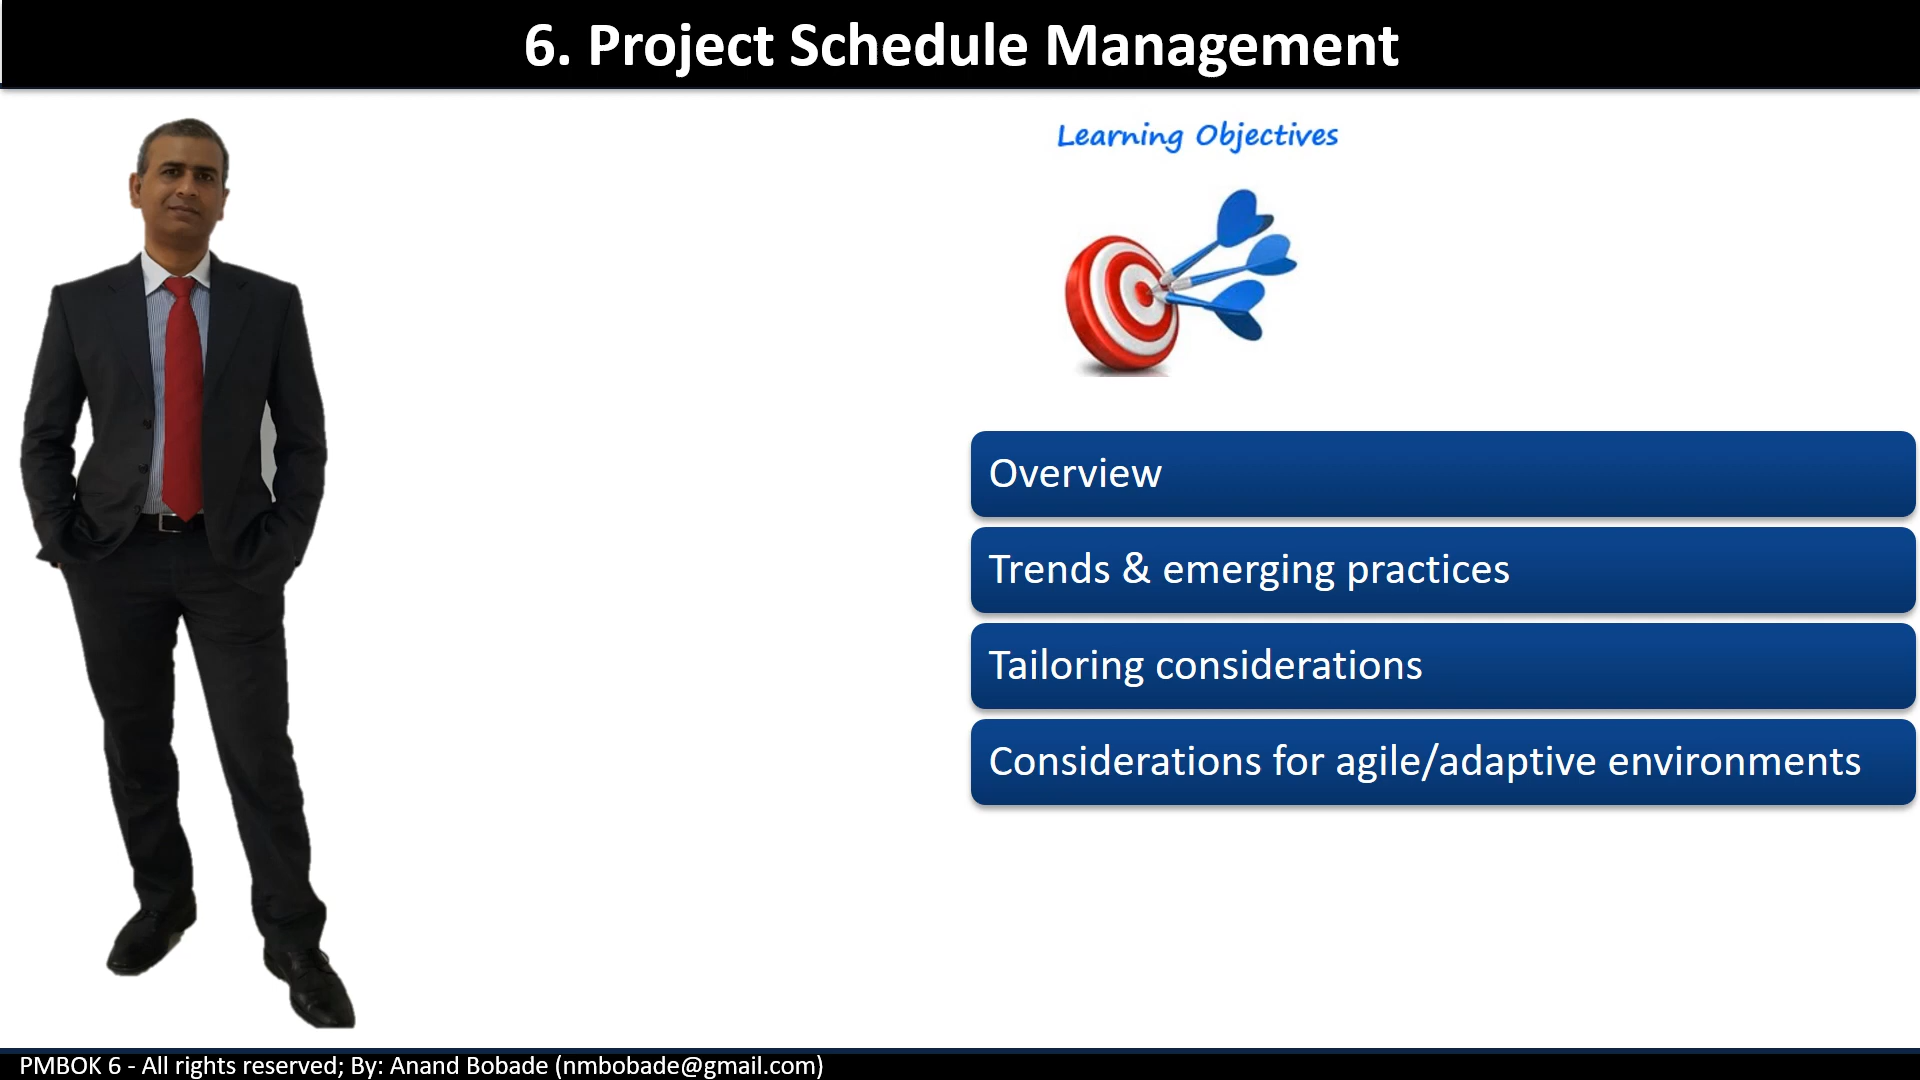 6. Project Schedule Management
Learning Objectives
Overview
Trends & emerging practices
Tailoring considerations
Considerations for agile/adaptive environments
PMBOK 6 - All rights reserved; By: Anand Bobade (nmbobade@gmail.com)